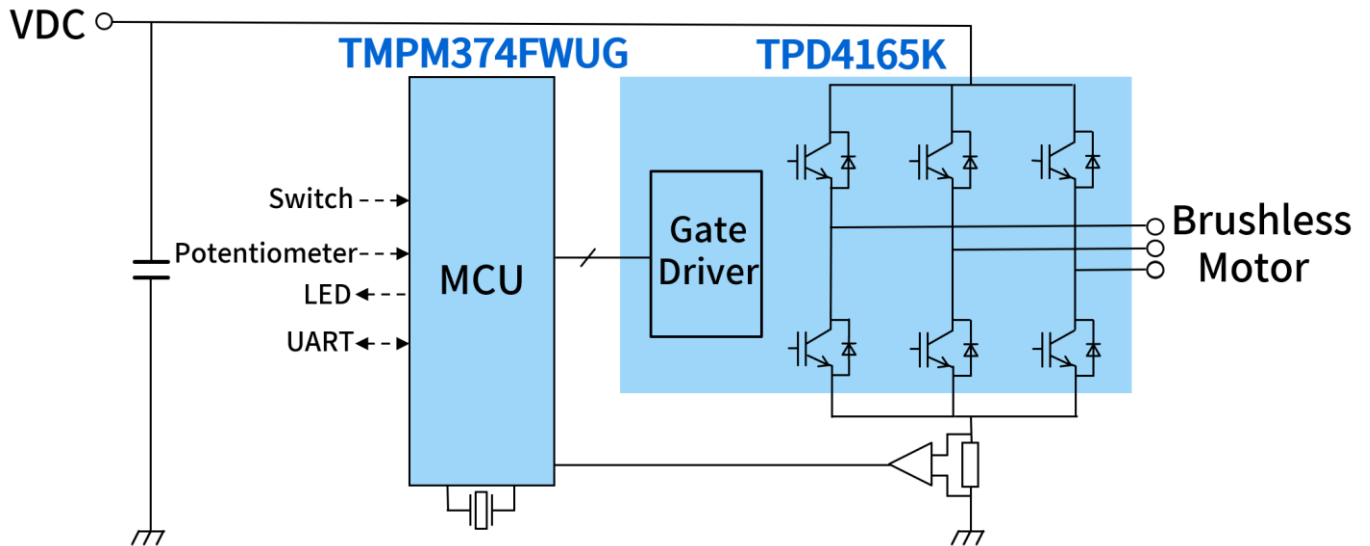 VDC
TMPM374FWUG
TPD4165K
Switch
Potentiometer
LED
UART
MCU
Gate
Driver
Brushless
Motor